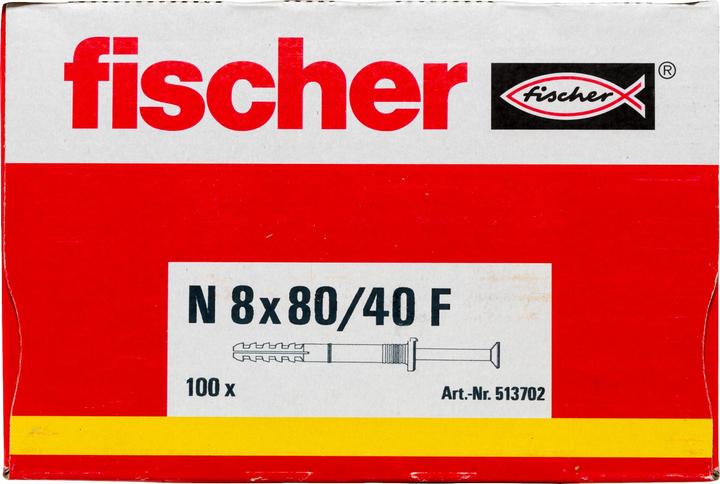 fischer
fischer ®
N 8x80/40 F
100 x
Art.-Nr. 513702